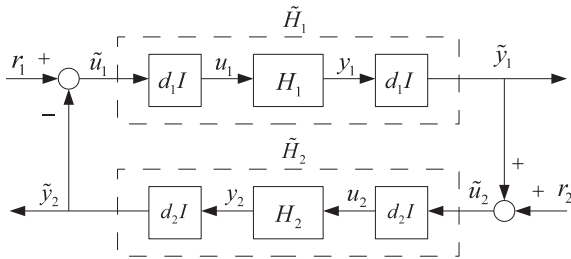 H̃₁
r₁ + ũ₁ d₁I u₁ H₁ y₁ d₁I ỹ₁
−
H̃₂
+
ỹ₂ d₂I y₂ H₂ u₂ d₂I ũ₂ + r₂